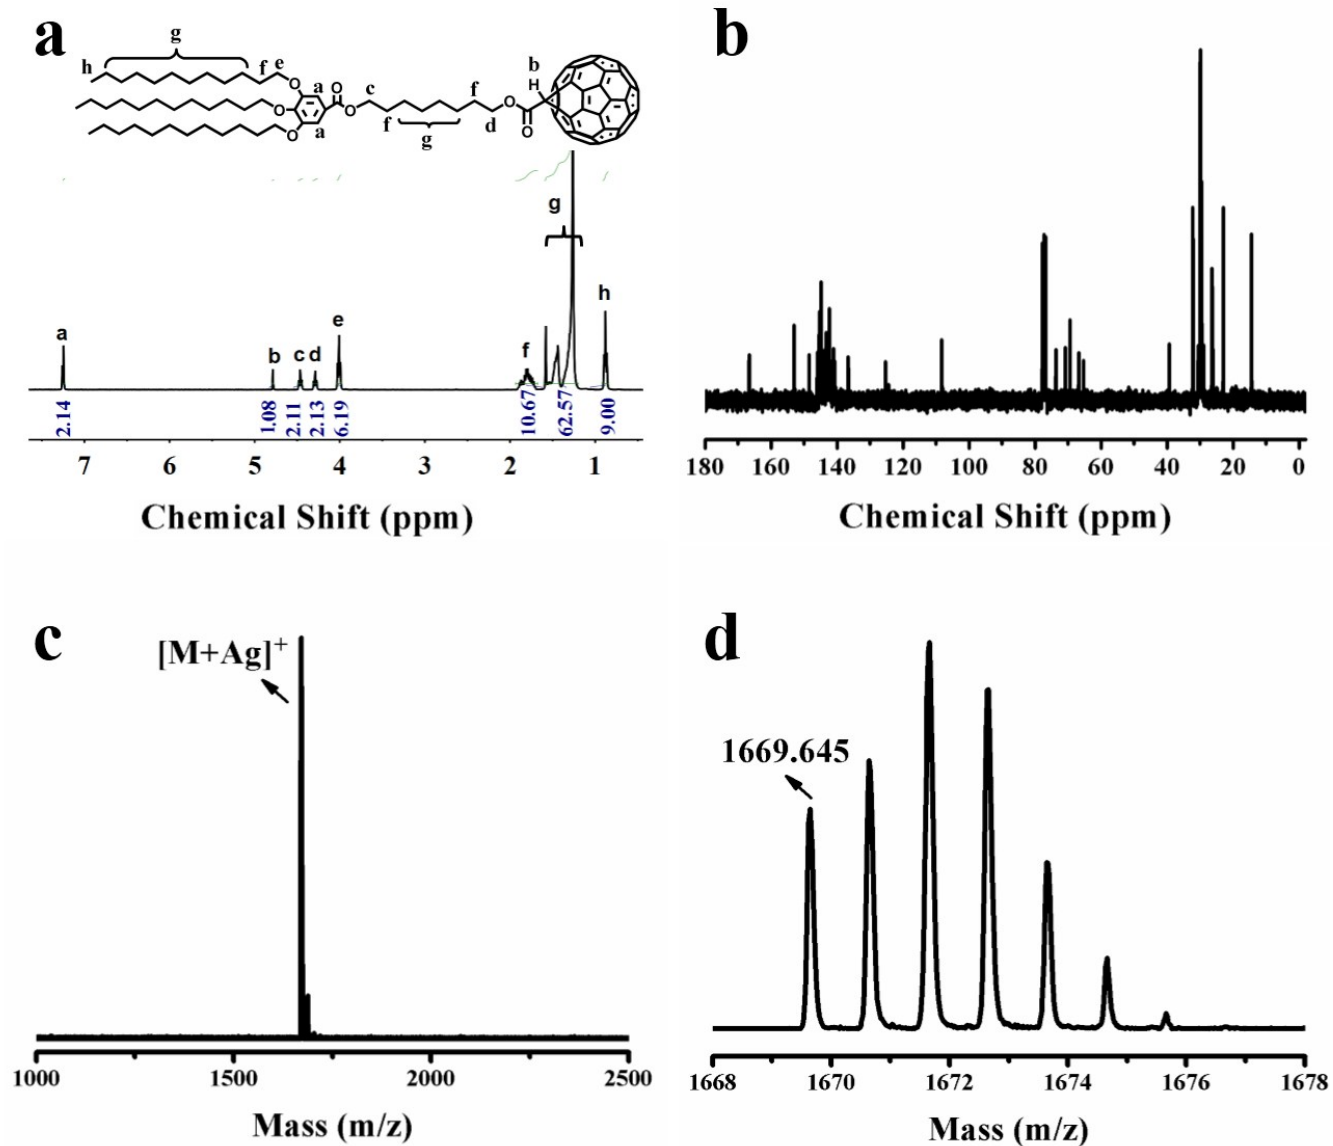 a
g
h
f
e
O
a
O
O
O
O
a
c
f
g
f
d
O
O
H
b
a
b
c
d
e
f
g
h
2.14
1.08
2.11
2.13
6.19
10.67
62.57
9.00
7 6 5 4 3 2 1
Chemical Shift (ppm)
b
180 160 140 120 100 80 60 40 20 0
Chemical Shift (ppm)
c
[M+Ag]⁺
1000 1500 2000 2500
Mass (m/z)
d
1669.645
1668 1670 1672 1674 1676 1678
Mass (m/z)